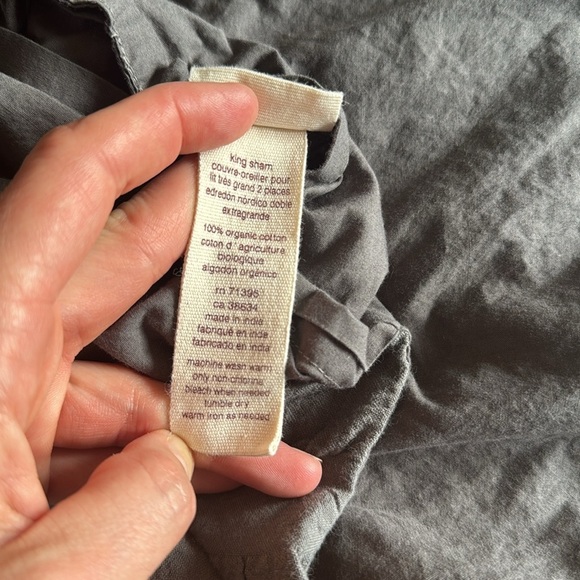 king sham
couvre-oreiller pour
lit très grand 2 places
edredón nórdico doble
extragrande
100% organic cotton
coton d'agriculture
biologique
algodón orgánico
rn 71395
ca 38634
made in india
fabriqué en inde
fabricado en india
machine wash warm
only non-chlorine
bleach when needed
tumble dry
warm iron as needed